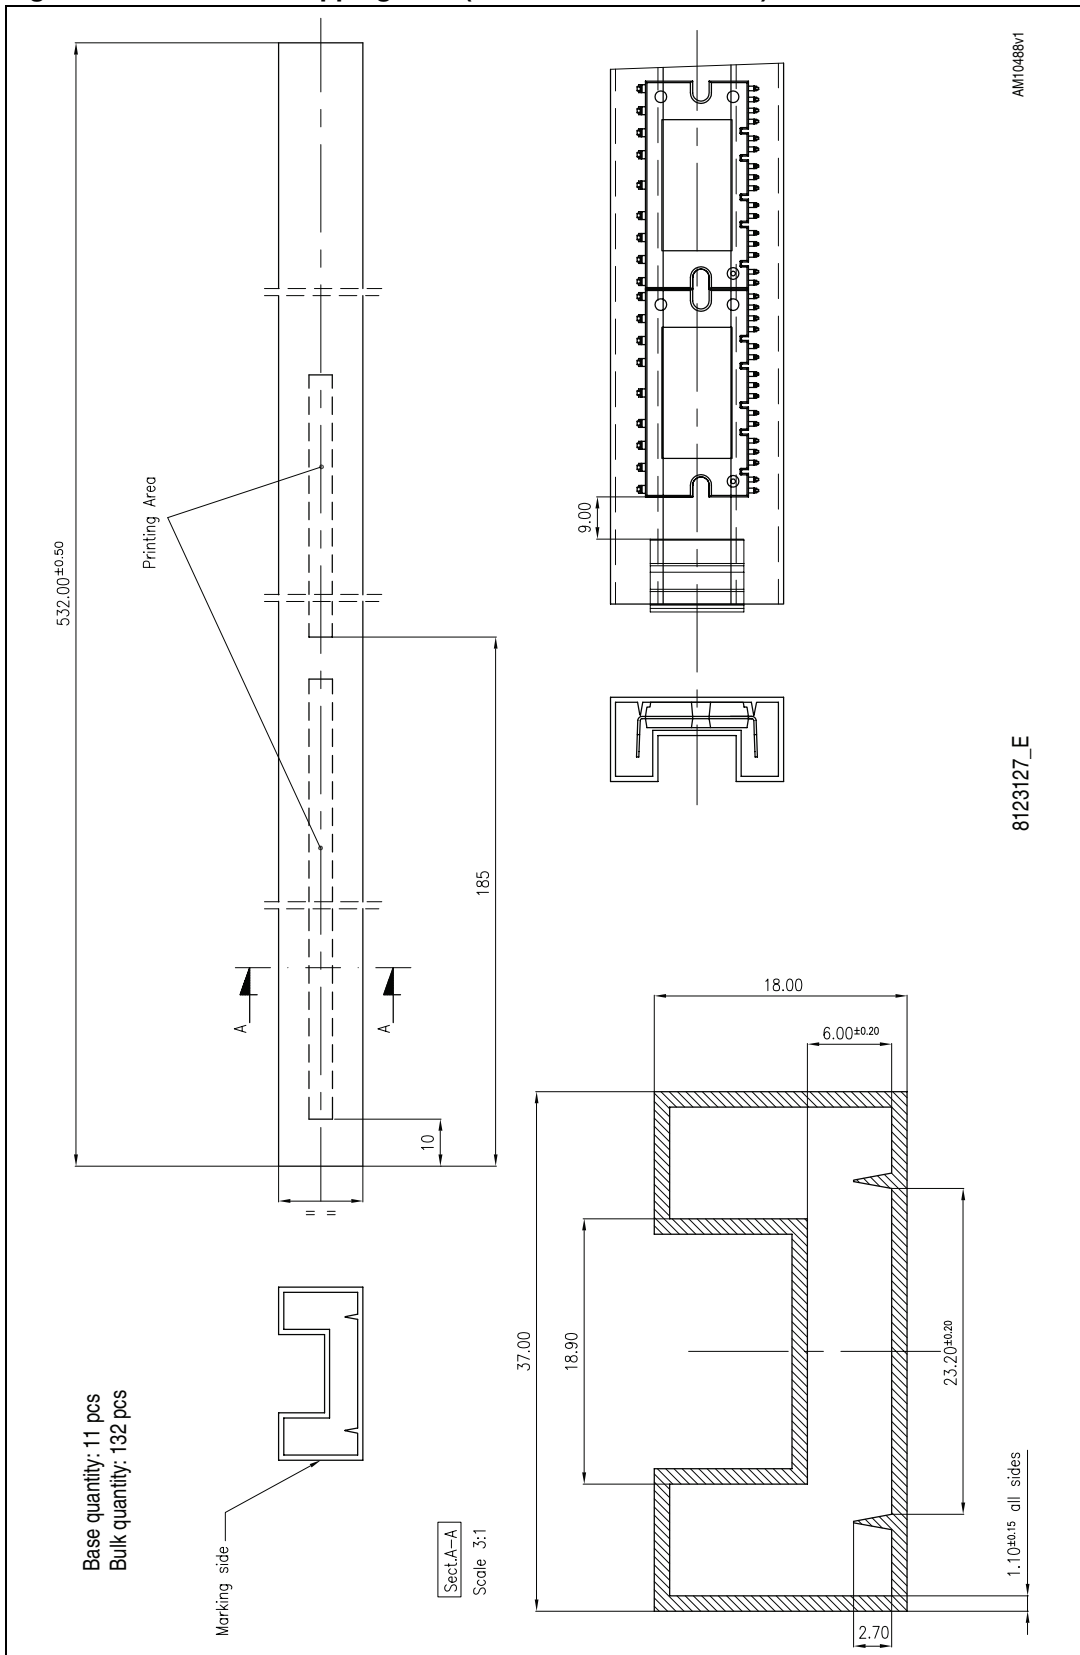 AM10488v1
532.00±0.50
Printing Area
9.00
185
A
A
10
= =
8123127_E
18.00
6.00±0.20
37.00
18.90
23.20±0.20
1.10±0.15 all sides
2.70
Base quantity: 11 pcs
Bulk quantity: 132 pcs
Marking side
Sect.A-A
Scale 3:1